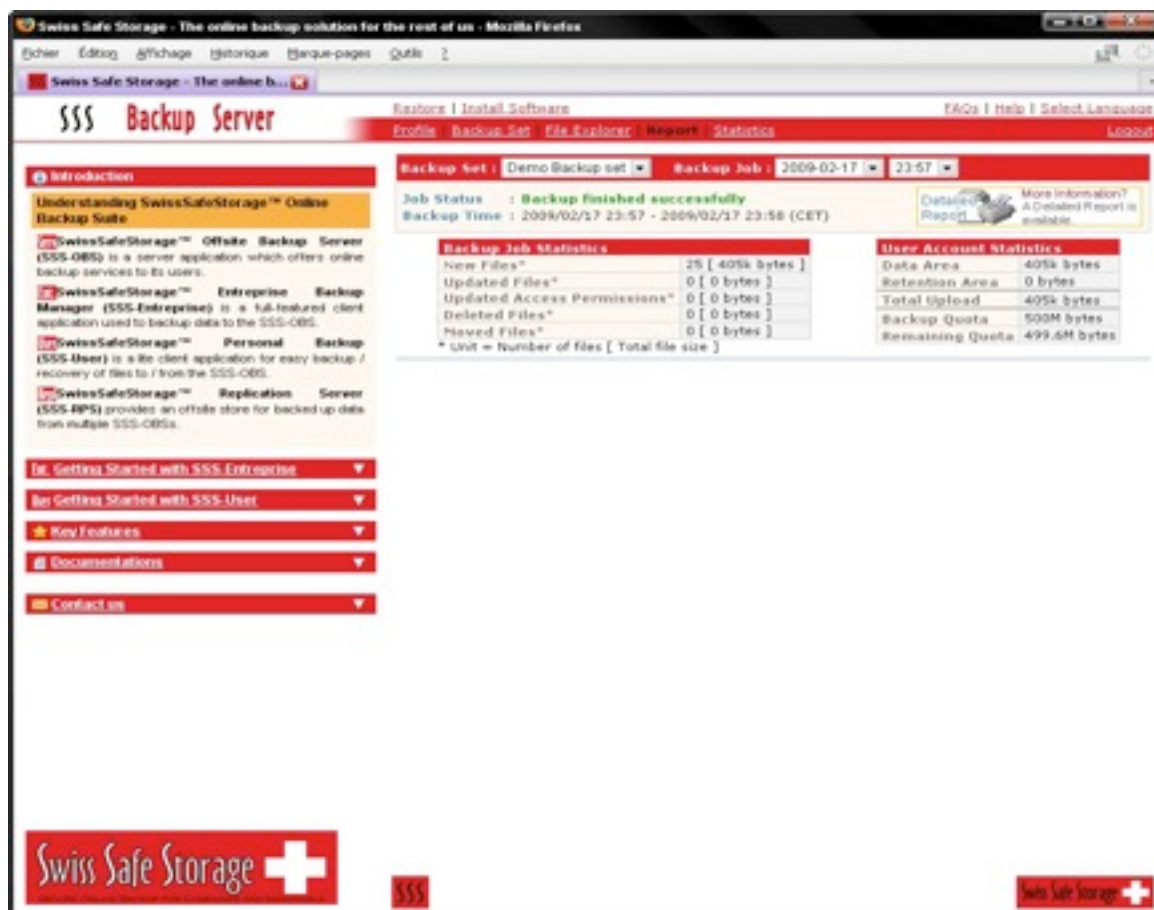 Swiss Safe Storage - The online backup solution for the rest of us - Mozilla Firefox
Fichier Édition Affichage Historique Marque-pages Outils ?
Swiss Safe Storage - The online b...
SSS Backup Server
Restore | Install Software
FAQs | Help | Select Language
Profile | Backup Set | File Explorer | Report | Statistics
Logout
Introduction
Understanding SwissSafeStorage™ Online
Backup Suite
SwissSafeStorage™ Offsite Backup Server
(SSS-OBS) is a server application which offers online
backup services to its users.
SwissSafeStorage™ Entreprise Backup
Manager (SSS-Entreprise) is a full-featured client
application used to backup data to the SSS-OBS.
SwissSafeStorage™ Personal Backup
(SSS-User) is a lite client application for easy backup /
recovery of files to / from the SSS-OBS.
SwissSafeStorage™ Replication Server
(SSS-RPS) provides an offsite store for backed up data
from multiple SSS-OBSs.
Getting Started with SSS-Entreprise
Getting Started with SSS-User
Key Features
Documentations
Contact us
Backup Set : Demo Backup set Backup Job : 2009-02-17 23:57
Job Status : Backup finished successfully
Backup Time : 2009/02/17 23:57 - 2009/02/17 23:58 (CET)
Detailed
Report
More Information?
A Detailed Report is
available.
Backup Job Statistics
New Files* 25 [ 405k bytes ]
Updated Files* 0 [ 0 bytes ]
Updated Access Permissions* 0 [ 0 bytes ]
Deleted Files* 0 [ 0 bytes ]
Moved Files* 0 [ 0 bytes ]
* Unit = Number of files [ Total file size ]
User Account Statistics
Data Area 405k bytes
Retention Area 0 bytes
Total Upload 405k bytes
Backup Quota 500M bytes
Remaining Quota 499.6M bytes
Swiss Safe Storage
SSS
Swiss Safe Storage